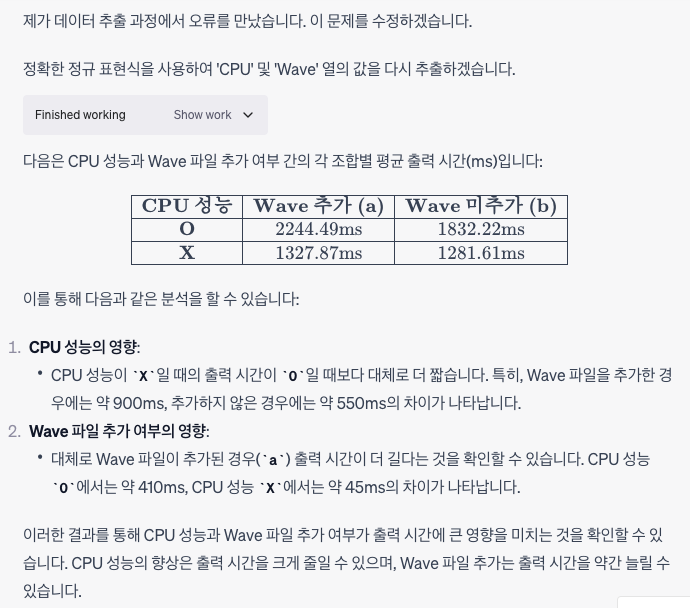 제가 데이터 추출 과정에서 오류를 만났습니다. 이 문제를 수정하겠습니다.
정확한 정규 표현식을 사용하여 'CPU' 및 'Wave' 열의 값을 다시 추출하겠습니다.
Finished working Show work
다음은 CPU 성능과 Wave 파일 추가 여부 간의 각 조합별 평균 출력 시간(ms)입니다:
CPU 성능 Wave 추가 (a) Wave 미추가 (b)
O 2244.49ms 1832.22ms
X 1327.87ms 1281.61ms
이를 통해 다음과 같은 분석을 할 수 있습니다:
1. CPU 성능의 영향:
• CPU 성능이 `X`일 때의 출력 시간이 `O`일 때보다 대체로 더 짧습니다. 특히, Wave 파일을 추가한 경
우에는 약 900ms, 추가하지 않은 경우에는 약 550ms의 차이가 나타납니다.
2. Wave 파일 추가 여부의 영향:
• 대체로 Wave 파일이 추가된 경우(`a`) 출력 시간이 더 길다는 것을 확인할 수 있습니다. CPU 성능
`O`에서는 약 410ms, CPU 성능 `X`에서는 약 45ms의 차이가 나타납니다.
이러한 결과를 통해 CPU 성능과 Wave 파일 추가 여부가 출력 시간에 큰 영향을 미치는 것을 확인할 수 있
습니다. CPU 성능의 향상은 출력 시간을 크게 줄일 수 있으며, Wave 파일 추가는 출력 시간을 약간 늘릴 수
있습니다.